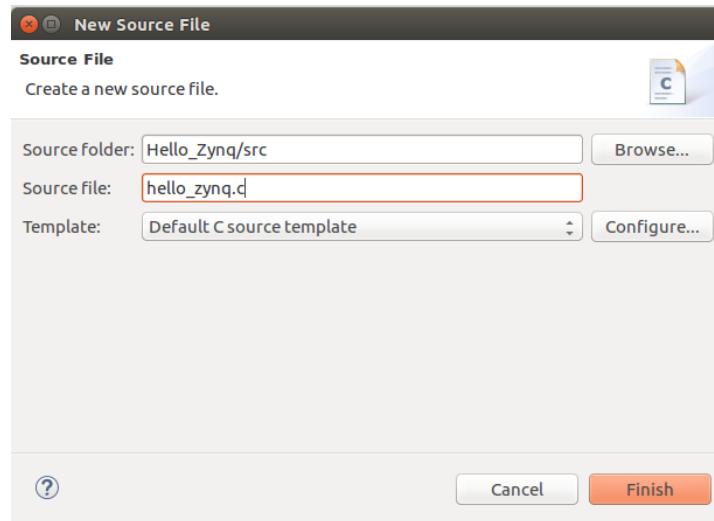 New Source File
Source File
Create a new source file.
C
Source folder: Hello_Zynq/src Browse...
Source file: hello_zynq.c
Template: Default C source template Configure...
?
Cancel Finish